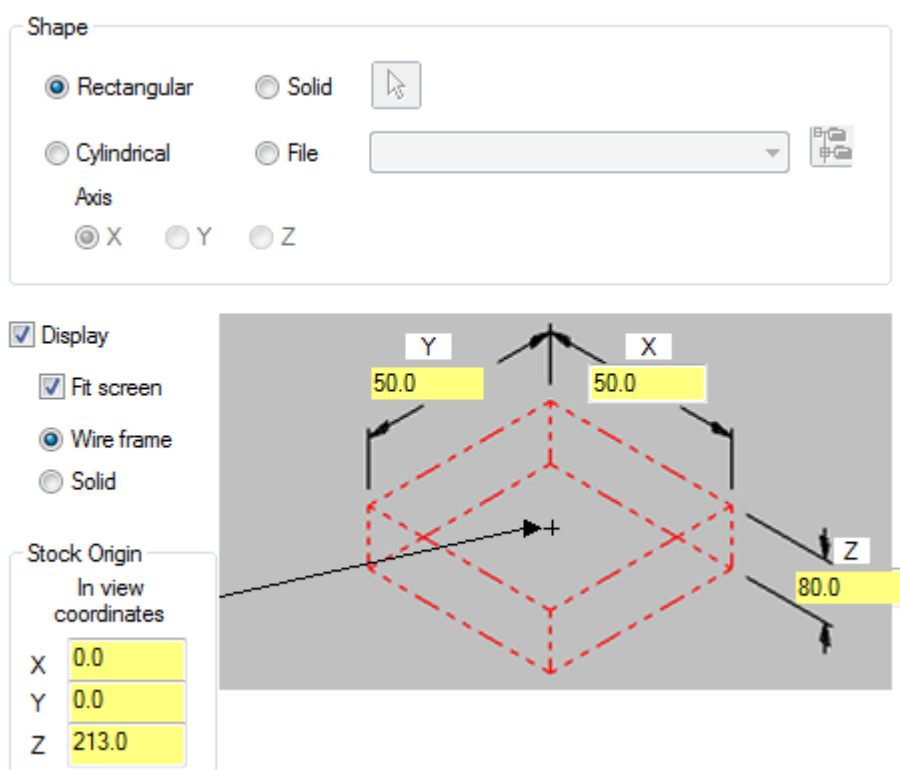 Shape
Rectangular Solid
Cylindrical File
Axis
X Y Z
Display
Fit screen
Wire frame
Solid
Y X
50.0 50.0
Z
80.0
Stock Origin
In view
coordinates
X 0.0
Y 0.0
Z 213.0